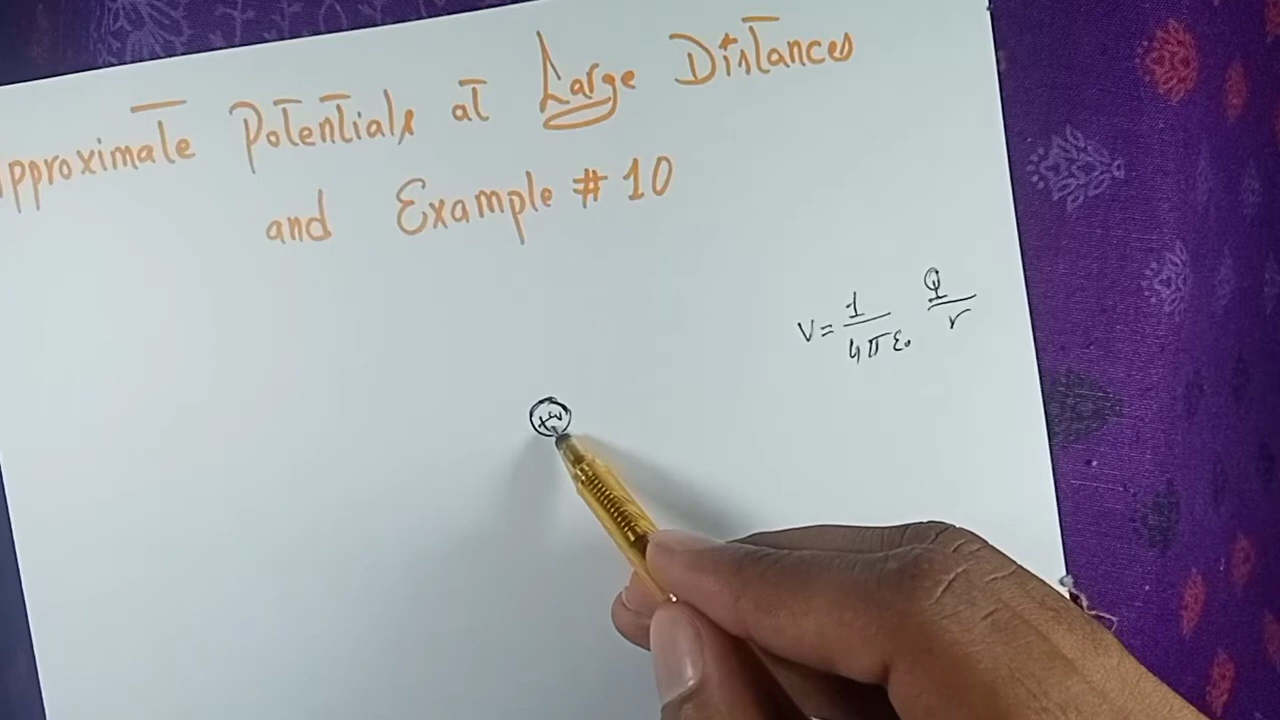 pproximate Potentials at Large Distances
and Example # 10
V = 1/4πε₀ Q/r